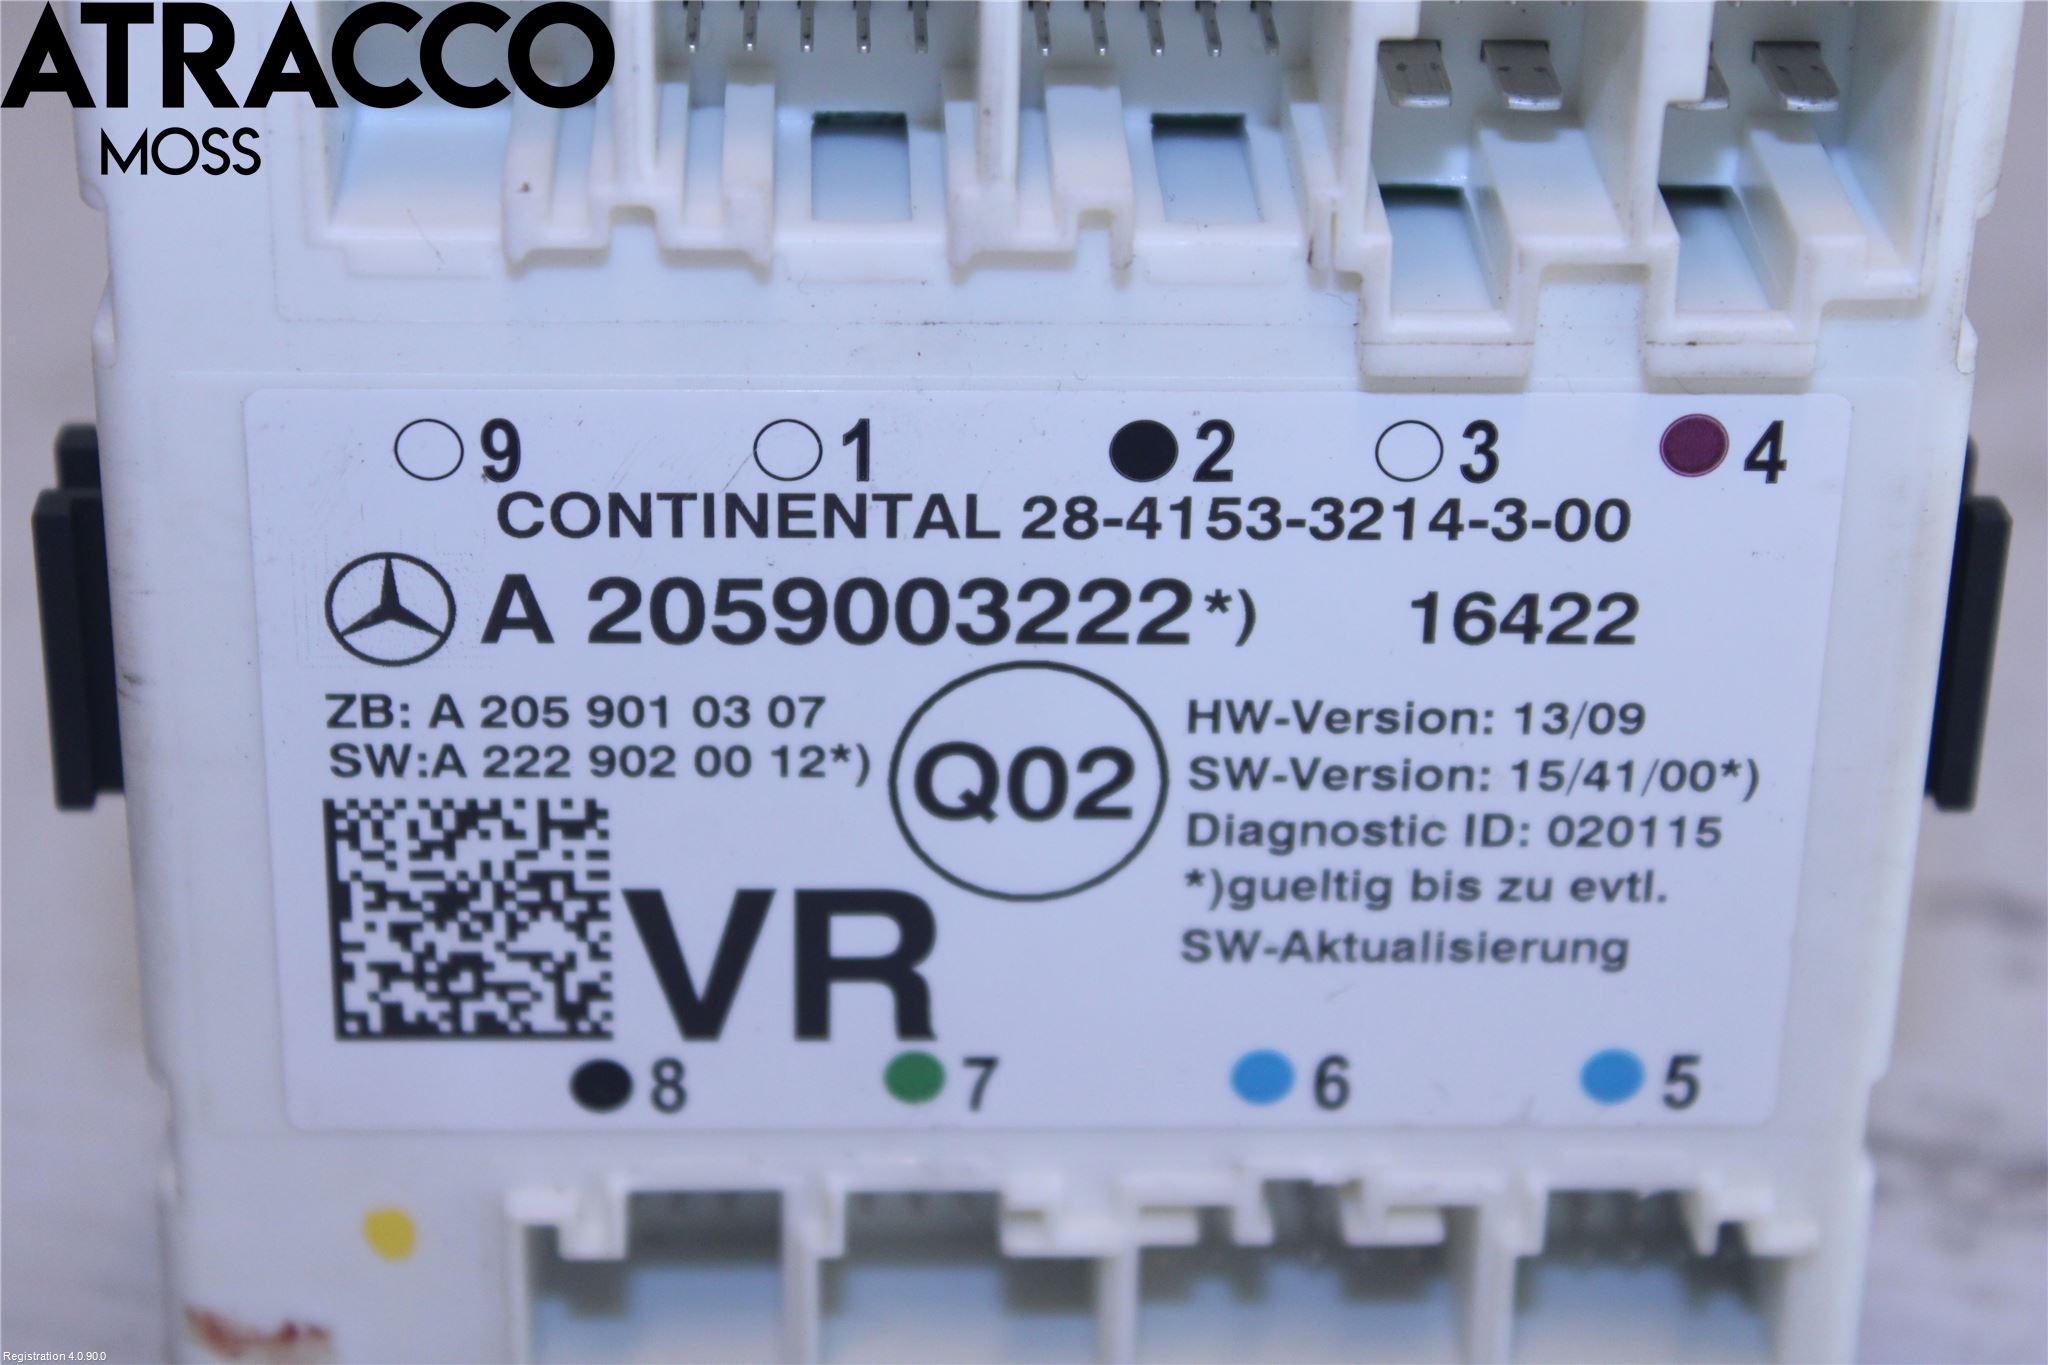 ATRACCO
MOSS
9 1 2 3 4
CONTINENTAL 28-4153-3214-3-00
A 2059003222*) 16422
ZB: A 205 901 03 07
SW:A 222 902 00 12*)
Q02
HW-Version: 13/09
SW-Version: 15/41/00*)
Diagnostic ID: 020115
*)gueltig bis zu evtl.
SW-Aktualisierung
VR
8 7 6 5
Registration 4.0.90.0